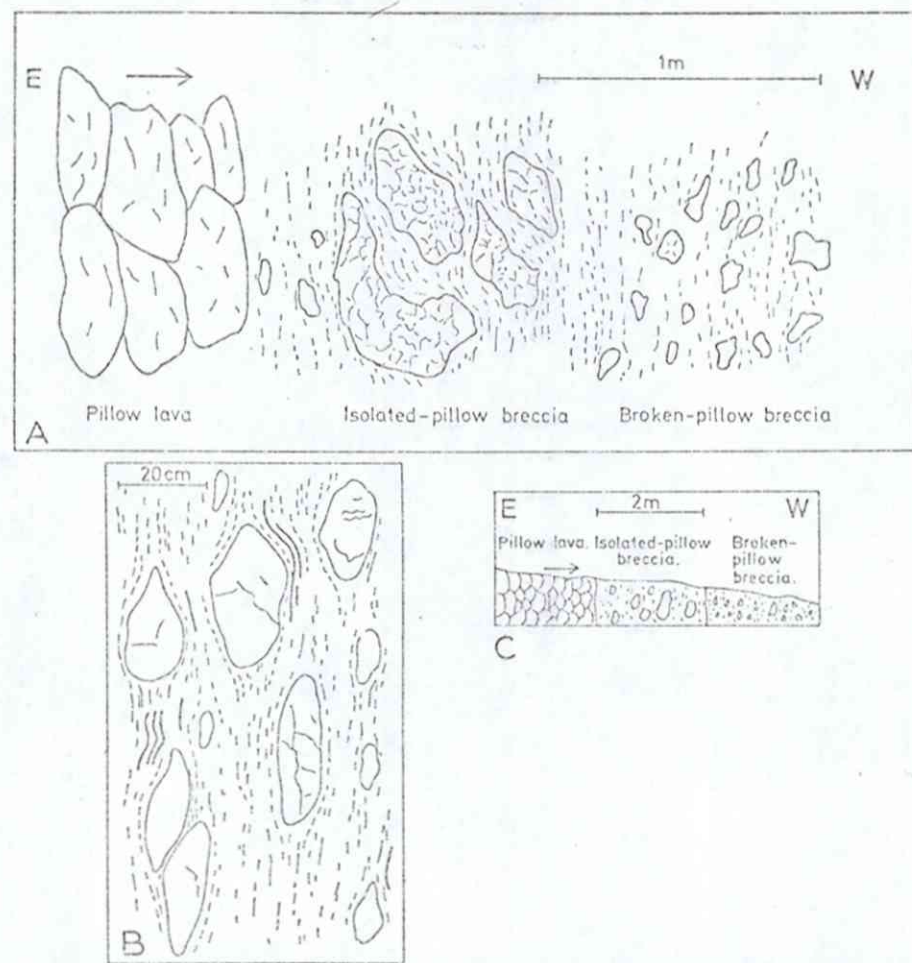 1m
E
W
Pillow lava
Isolated-pillow breccia
Broken-pillow breccia
A
20cm
B
E
2m
W
Pillow lava.
Isolated-pillow
breccia.
Broken-
pillow
breccia.
C